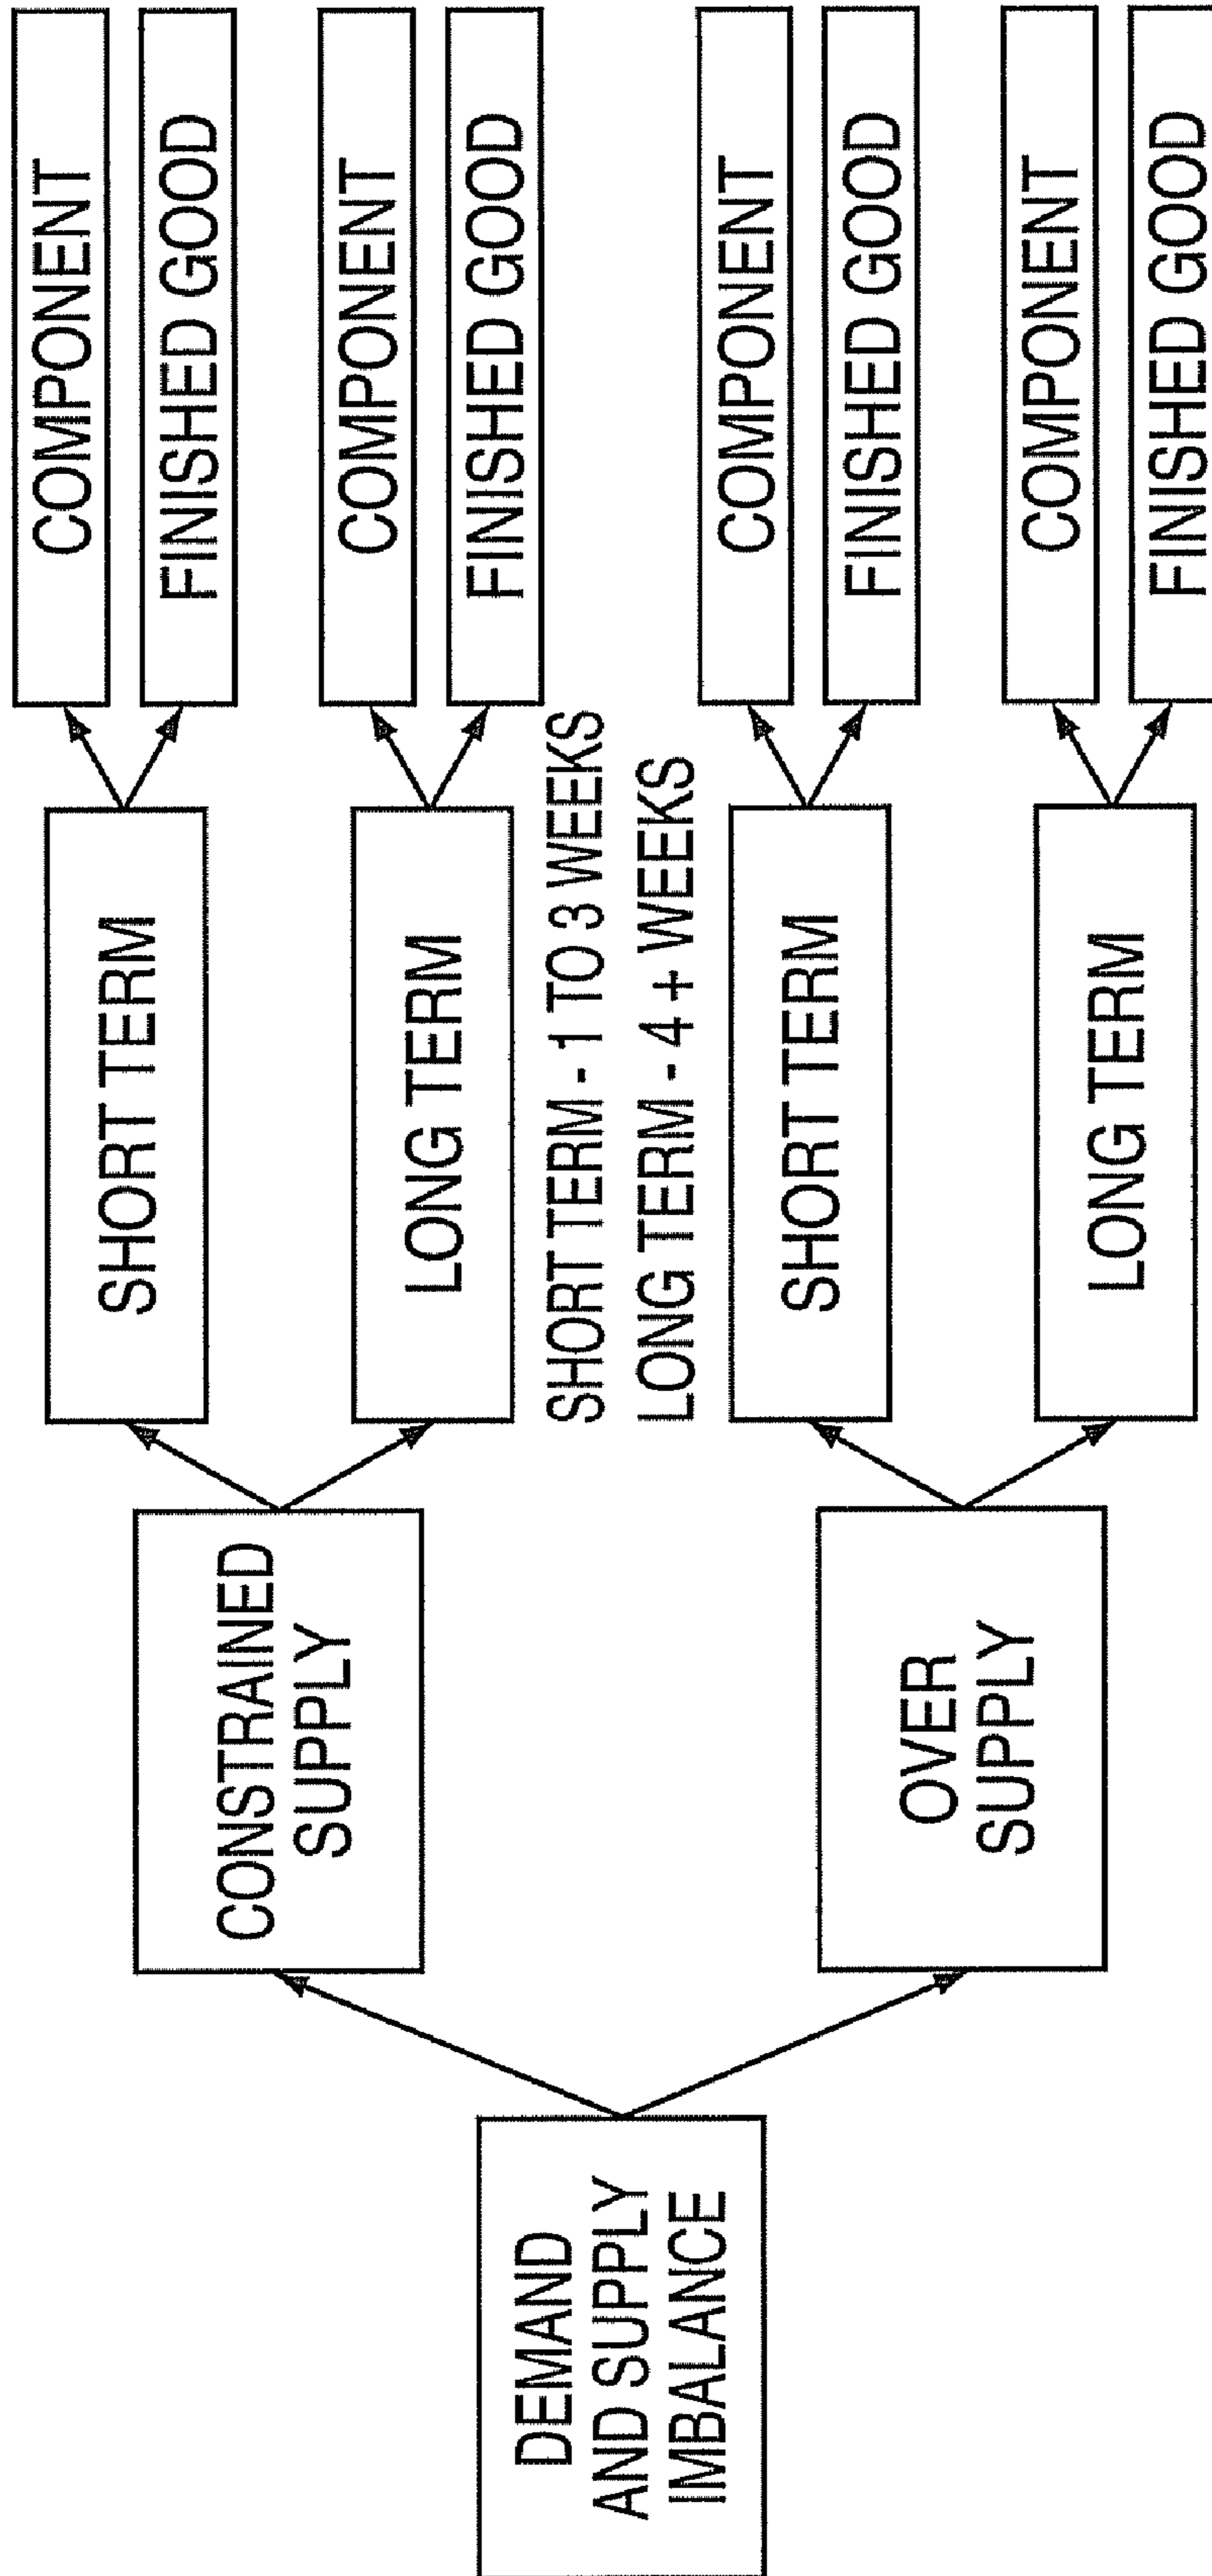 DEMAND
AND SUPPLY
IMBALANCE
CONSTRAINED
SUPPLY
OVER
SUPPLY
SHORT TERM
LONG TERM
SHORT TERM - 1 TO 3 WEEKS
LONG TERM - 4 + WEEKS
SHORT TERM
LONG TERM
COMPONENT
FINISHED GOOD
COMPONENT
FINISHED GOOD
COMPONENT
FINISHED GOOD
COMPONENT
FINISHED GOOD